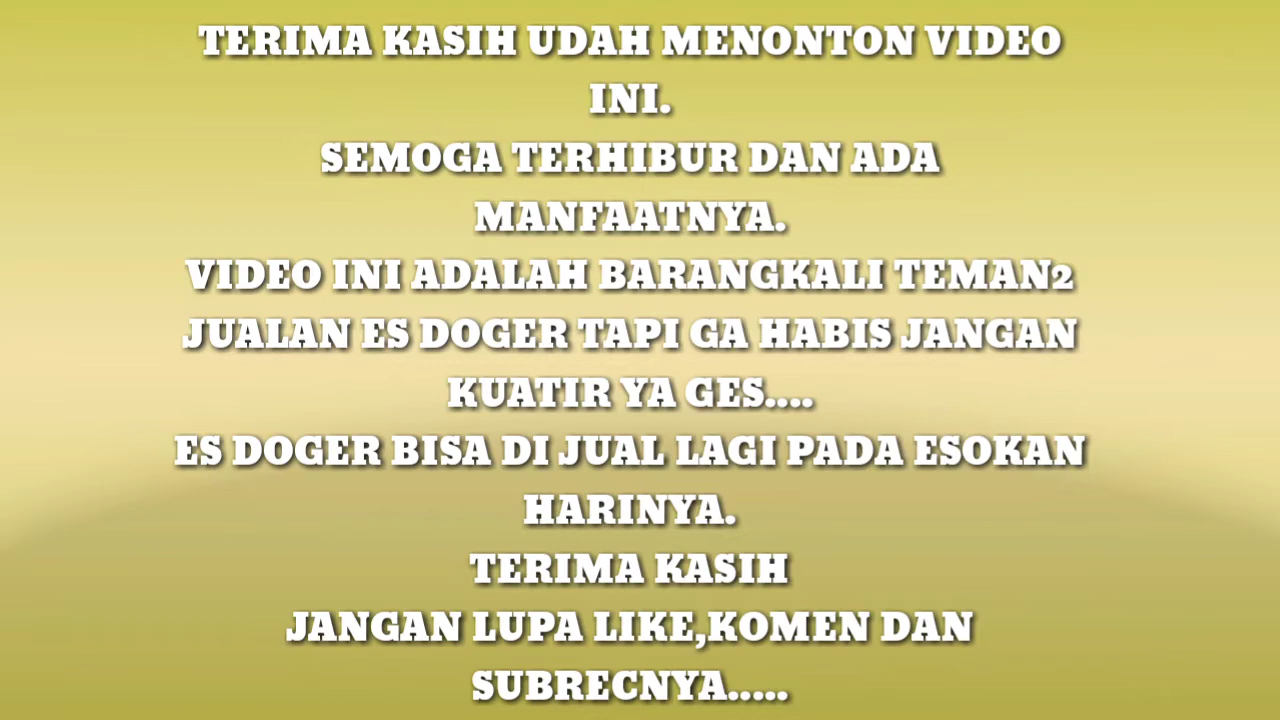 TERIMA KASIH UDAH MENONTON VIDEO
INI.
SEMOGA TERHIBUR DAN ADA
MANFAATNYA.
VIDEO INI ADALAH BARANGKALI TEMAN2
JUALAN ES DOGER TAPI GA HABIS JANGAN
KUATIR YA GES....
ES DOGER BISA DI JUAL LAGI PADA ESOKAN
HARINYA.
TERIMA KASIH
JANGAN LUPA LIKE,KOMEN DAN
SUBRECNYA.....